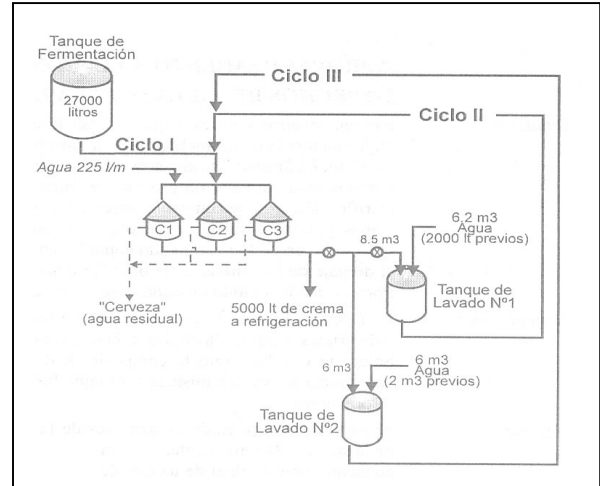 Tanque de
Fermentación
27000
litros
Ciclo III
Ciclo II
Ciclo I
Agua 225 l/m
C1
C2
C3
8.5 m3
6,2 m3
Agua
(2000 lt previos)
Tanque de
Lavado Nº1
"Cerveza"
(agua residual)
5000 lt de crema
a refrigeración
6 m3
6 m3
Agua
(2 m3 previos)
Tanque de
Lavado Nº2